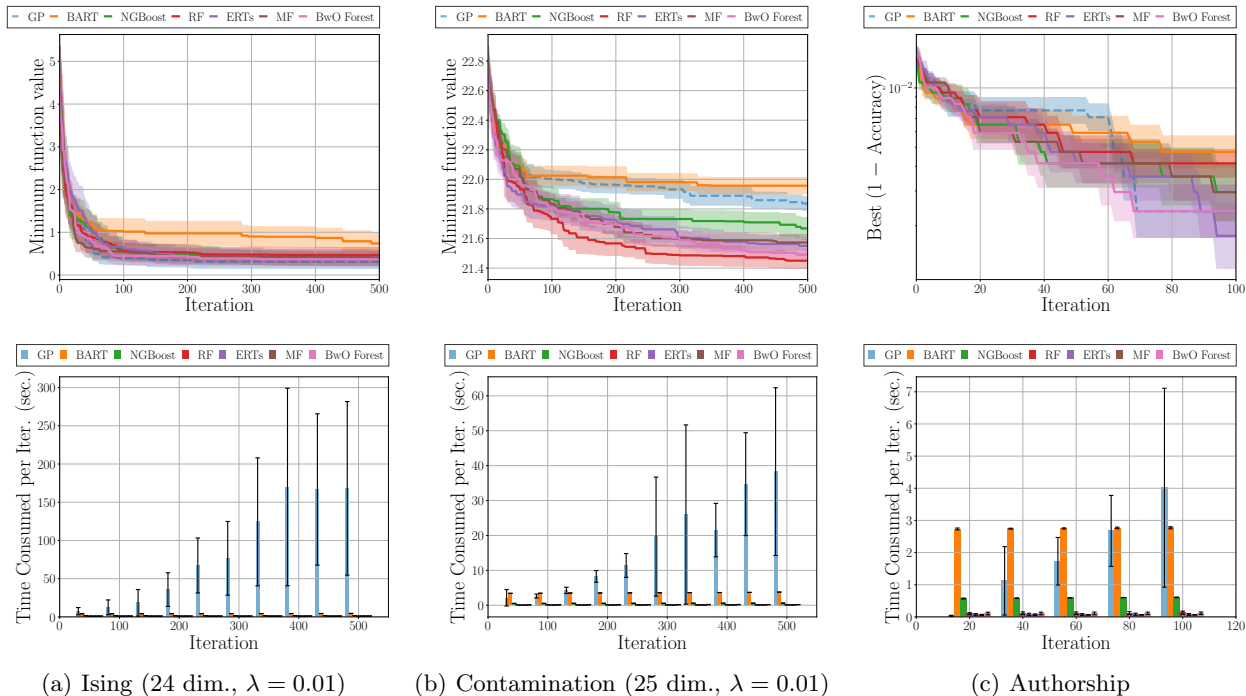 GP BART NGBoost RF ERTs MF BwO Forest
Minimum function value
5
4
3
2
1
0
0 100 200 300 400 500
Iteration
GP BART NGBoost RF ERTs MF BwO Forest
Minimum function value
22.8
22.6
22.4
22.2
22.0
21.8
21.6
21.4
0 100 200 300 400 500
Iteration
GP BART NGBoost RF ERTs MF BwO Forest
Best (1 − Accuracy)
10⁻²
0 20 40 60 80 100
Iteration
GP BART NGBoost RF ERTs MF BwO Forest
Time Consumed per Iter. (sec.)
300
250
200
150
100
50
0
0 100 200 300 400 500
Iteration
GP BART NGBoost RF ERTs MF BwO Forest
Time Consumed per Iter. (sec.)
60
50
40
30
20
10
0
0 100 200 300 400 500
Iteration
GP BART NGBoost RF ERTs MF BwO Forest
Time Consumed per Iter. (sec.)
7
6
5
4
3
2
1
0
0 20 40 60 80 100 120
Iteration
(a) Ising (24 dim., λ = 0.01)
(b) Contamination (25 dim., λ = 0.01)
(c) Authorship